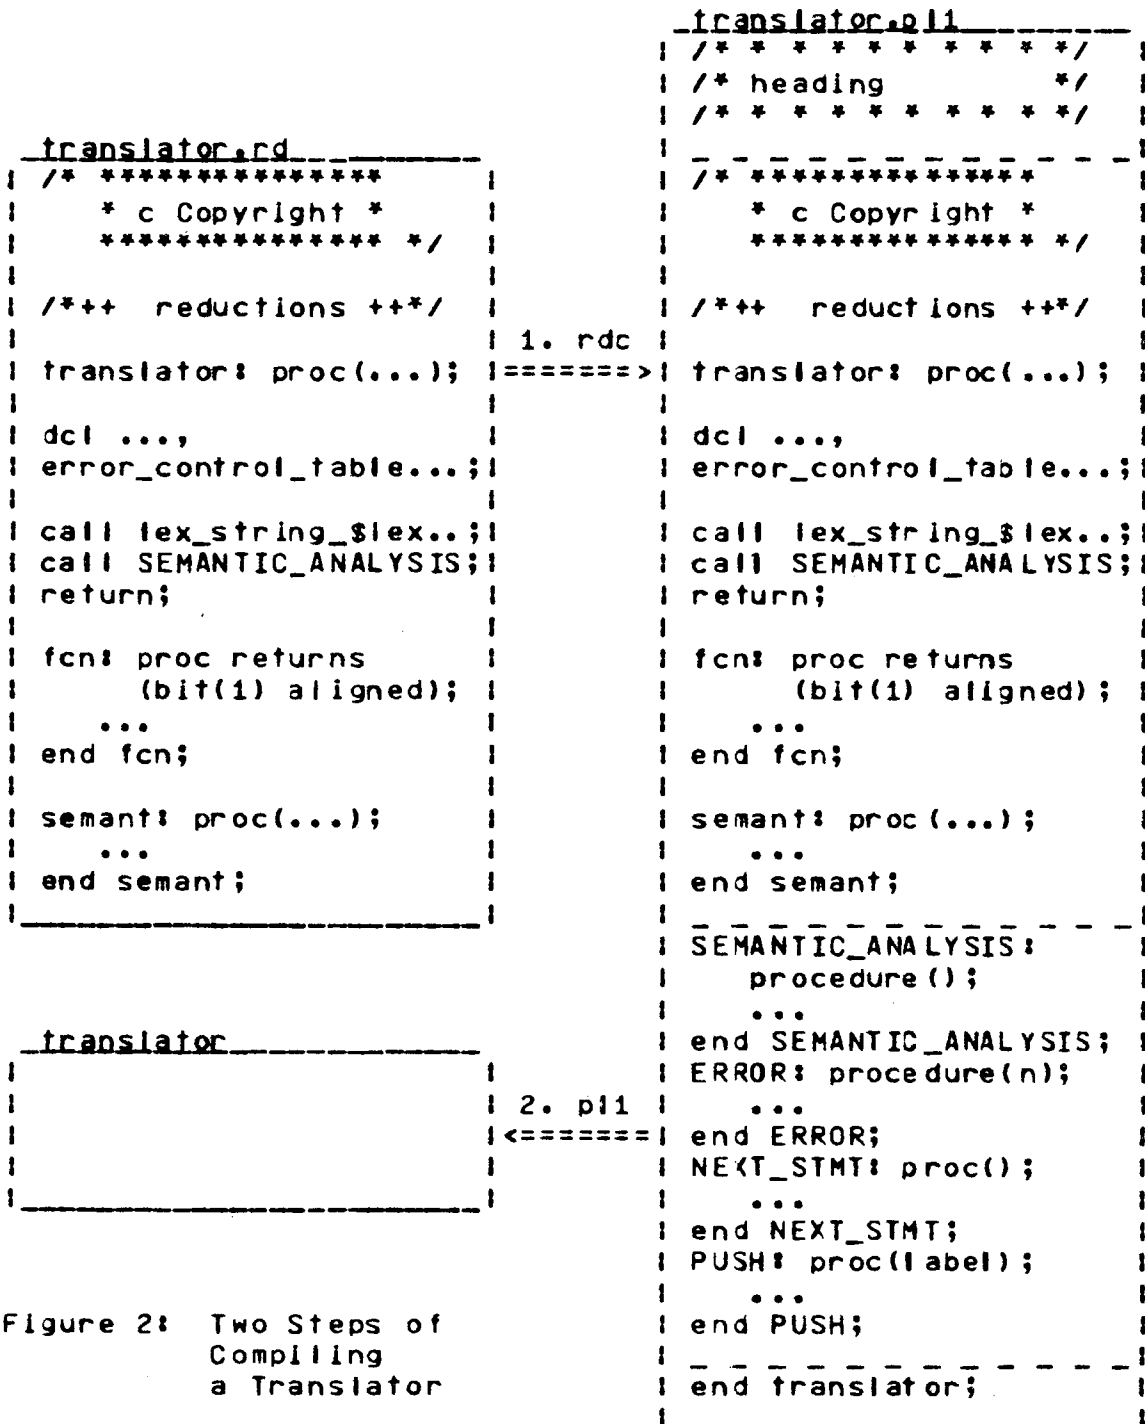 translator.rd
/* **************
* c Copyright *
************** */
/*++ reductions ++*/
translator: proc(...);
dcl ...,
error_control_table...;
call lex_string_$lex..;
call SEMANTIC_ANALYSIS;
return;
fcn: proc returns
(bit(1) aligned);
...
end fcn;
semant: proc(...);
...
end semant;
1. rdc
=======>
translator.pl1
/* * * * * * * * * */
/* heading */
/* * * * * * * * * */
/* **************
* c Copyright *
************** */
/*++ reductions ++*/
translator: proc(...);
dcl ...,
error_control_table...;
call lex_string_$lex..;
call SEMANTIC_ANALYSIS;
return;
fcn: proc returns
(bit(1) aligned);
...
end fcn;
semant: proc(...);
...
end semant;
SEMANTIC_ANALYSIS:
procedure();
...
end SEMANTIC_ANALYSIS;
ERROR: procedure(n);
...
end ERROR;
NEXT_STMT: proc();
...
end NEXT_STMT;
PUSH: proc(label);
...
end PUSH;
end translator;
2. pl1
<=======
translator
Figure 2: Two Steps of
Compiling
a Translator